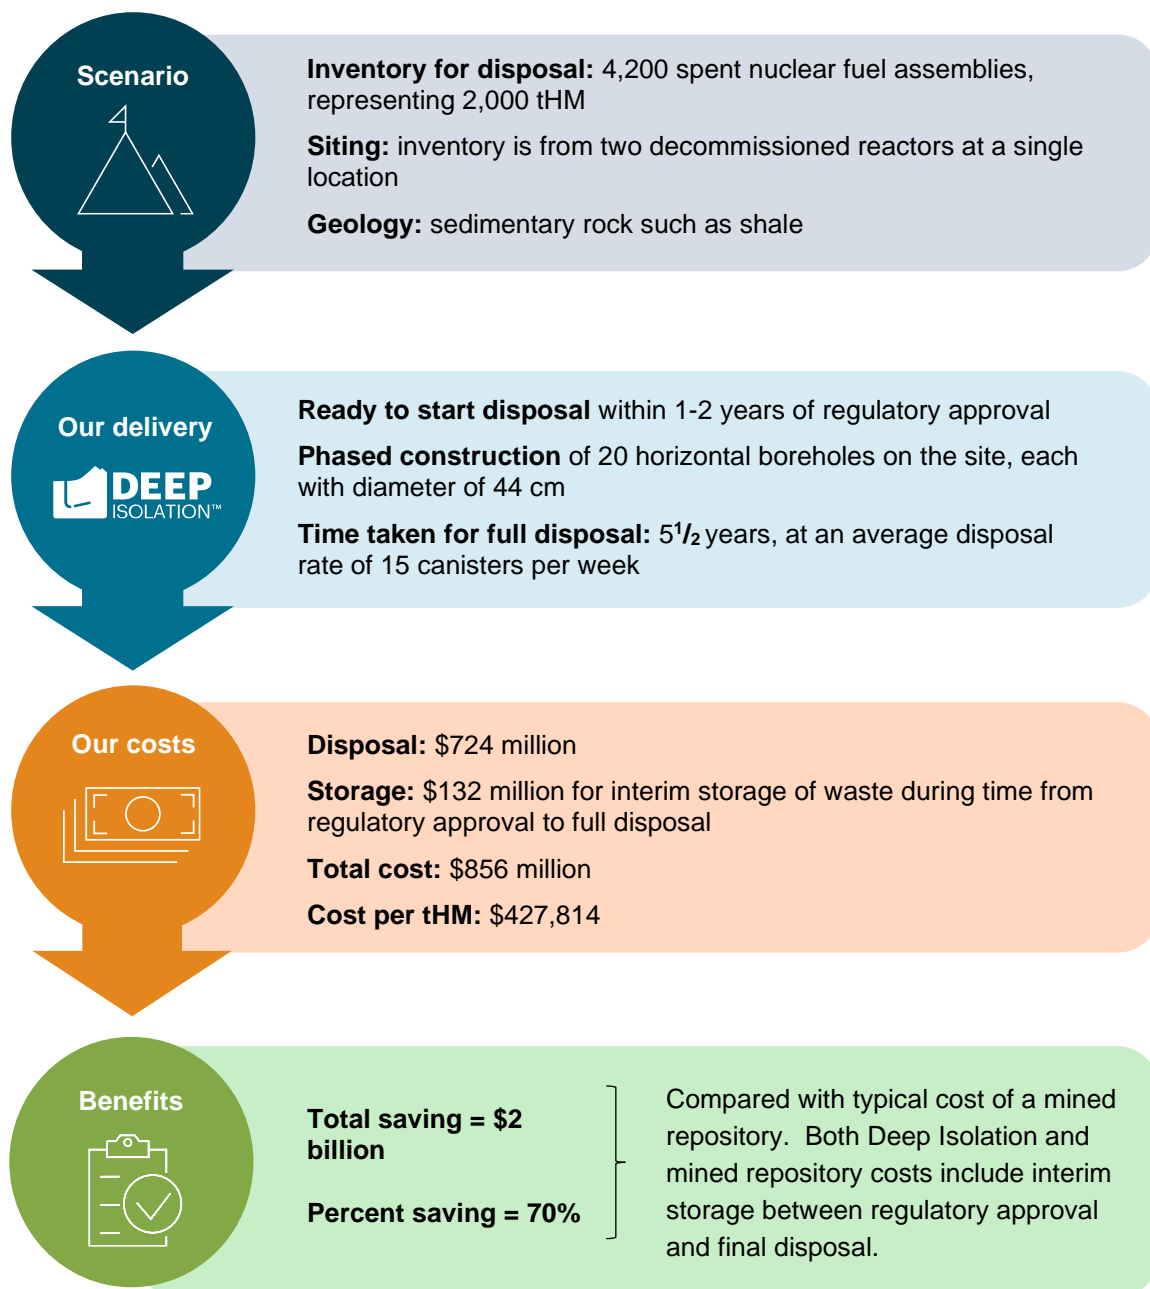 Scenario
Inventory for disposal: 4,200 spent nuclear fuel assemblies,
representing 2,000 tHM
Siting: inventory is from two decommissioned reactors at a single
location
Geology: sedimentary rock such as shale
Our delivery
DEEP
ISOLATION™
Ready to start disposal within 1-2 years of regulatory approval
Phased construction of 20 horizontal boreholes on the site, each
with diameter of 44 cm
Time taken for full disposal: 5¹/₂ years, at an average disposal
rate of 15 canisters per week
Our costs
Disposal: $724 million
Storage: $132 million for interim storage of waste during time from
regulatory approval to full disposal
Total cost: $856 million
Cost per tHM: $427,814
Benefits
Total saving = $2
billion
Percent saving = 70%
Compared with typical cost of a mined
repository.  Both Deep Isolation and
mined repository costs include interim
storage between regulatory approval
and final disposal.